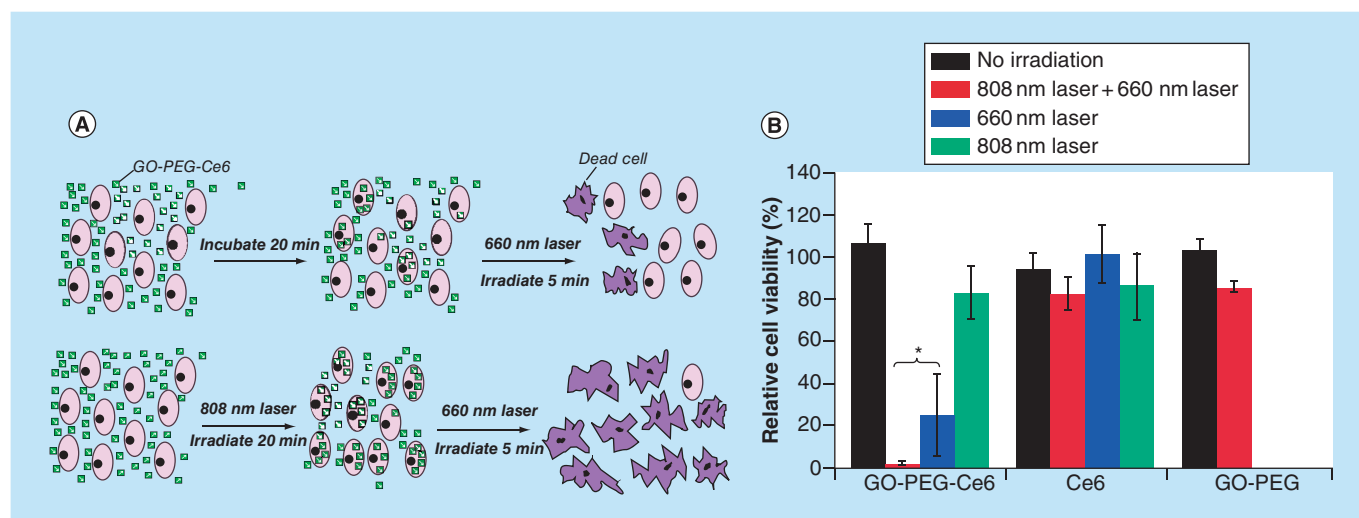 A
GO-PEG-Ce6
Incubate 20 min
660 nm laser
Irradiate 5 min
Dead cell
808 nm laser
Irradiate 20 min
660 nm laser
Irradiate 5 min
B
No irradiation
808 nm laser + 660 nm laser
660 nm laser
808 nm laser
Relative cell viability (%)
140
120
100
80
60
40
20
0
*
GO-PEG-Ce6
Ce6
GO-PEG